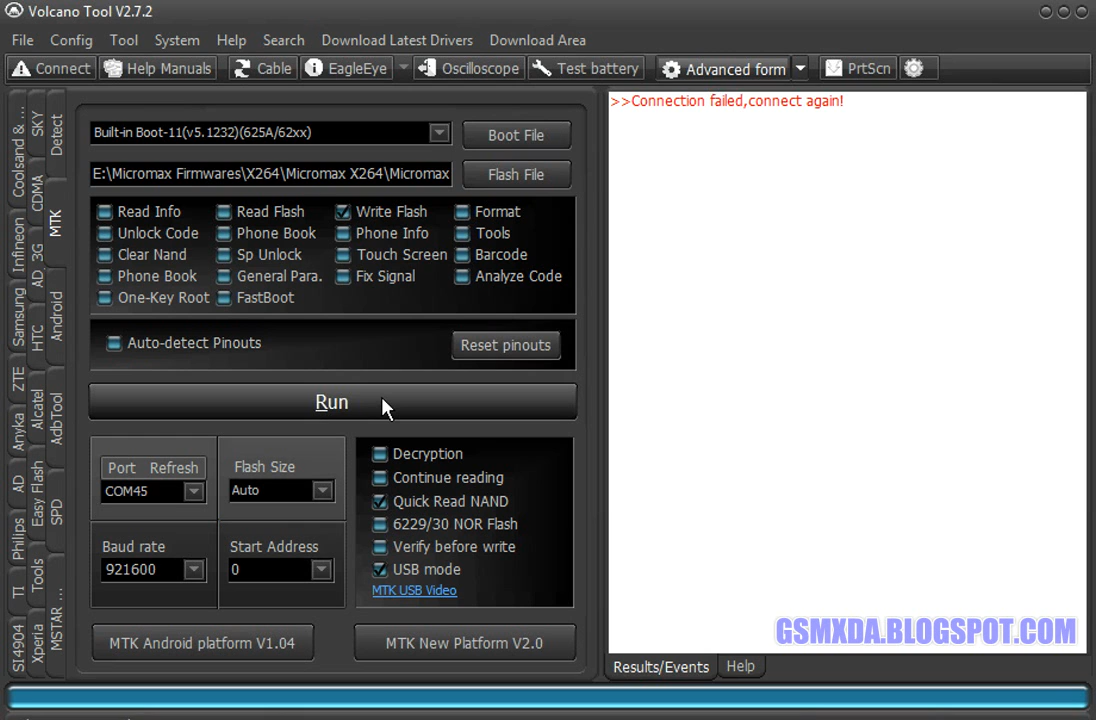 Volcano Tool V2.7.2
File Config Tool System Help Search Download Latest Drivers Download Area
Connect Help Manuals Cable EagleEye Oscilloscope Test battery Advanced form PrtScn
Coolsand & ...
Infineon
Samsung
ZTE
Anyka
AD
Philips
TI
SI4904
SKY
CDMA
AD 3G
HTC
Alcatel
Easy Flash
Tools
Xperia
Detect
MTK
Android
AdbTool
SPD
MSTAR ...
Built-in Boot-11(v5.1232)(625A/62xx) Boot File
E:\Micromax Firmwares\X264\Micromax X264\Micromax Flash File
Read Info Read Flash Write Flash Format
Unlock Code Phone Book Phone Info Tools
Clear Nand Sp Unlock Touch Screen Barcode
Phone Book General Para. Fix Signal Analyze Code
One-Key Root FastBoot
Auto-detect Pinouts Reset pinouts
Run
Port Refresh
COM45
Flash Size
Auto
Baud rate
921600
Start Address
0
Decryption
Continue reading
Quick Read NAND
6229/30 NOR Flash
Verify before write
USB mode
MTK USB Video
MTK Android platform V1.04 MTK New Platform V2.0
>>Connection failed,connect again!
GSMXDA.BLOGSPOT.COM
Results/Events Help